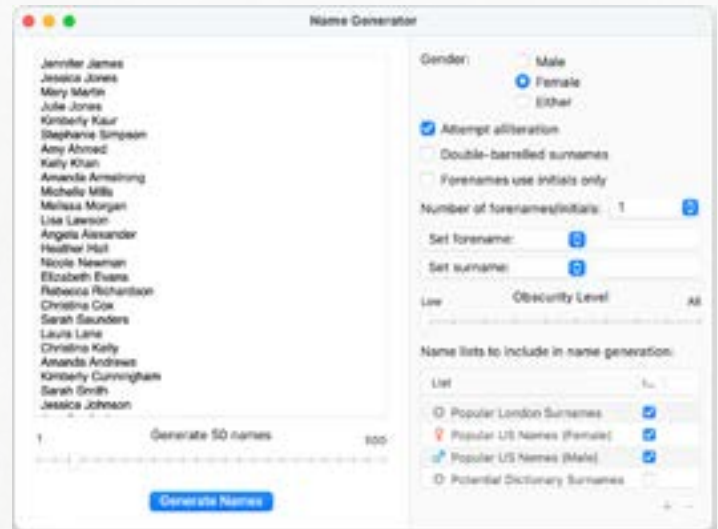 Name Generator
Jennifer James
Jessica Jones
Mary Martin
Julie Jones
Kimberly Kaur
Stephanie Simpson
Amy Ahmed
Kelly Khan
Amanda Armstrong
Michelle Mills
Melissa Morgan
Lisa Lawson
Angela Alexander
Heather Hall
Nicole Newman
Elizabeth Evans
Rebecca Richardson
Christina Cox
Sarah Saunders
Laura Lane
Christina Kelly
Amanda Andrews
Kimberly Cunningham
Sarah Smith
Jessica Johnson
1
Generate 50 names
500
Generate Names
Gender:
Male
Female
Either
Attempt alliteration
Double-barrelled surnames
Forenames use initials only
Number of forenames/initials: 1
Set forename:
Set surname:
Low
Obscurity Level
All
Name lists to include in name generation:
List
I...
Popular London Surnames
Popular US Names (Female)
Popular US Names (Male)
Potential Dictionary Surnames
+ −